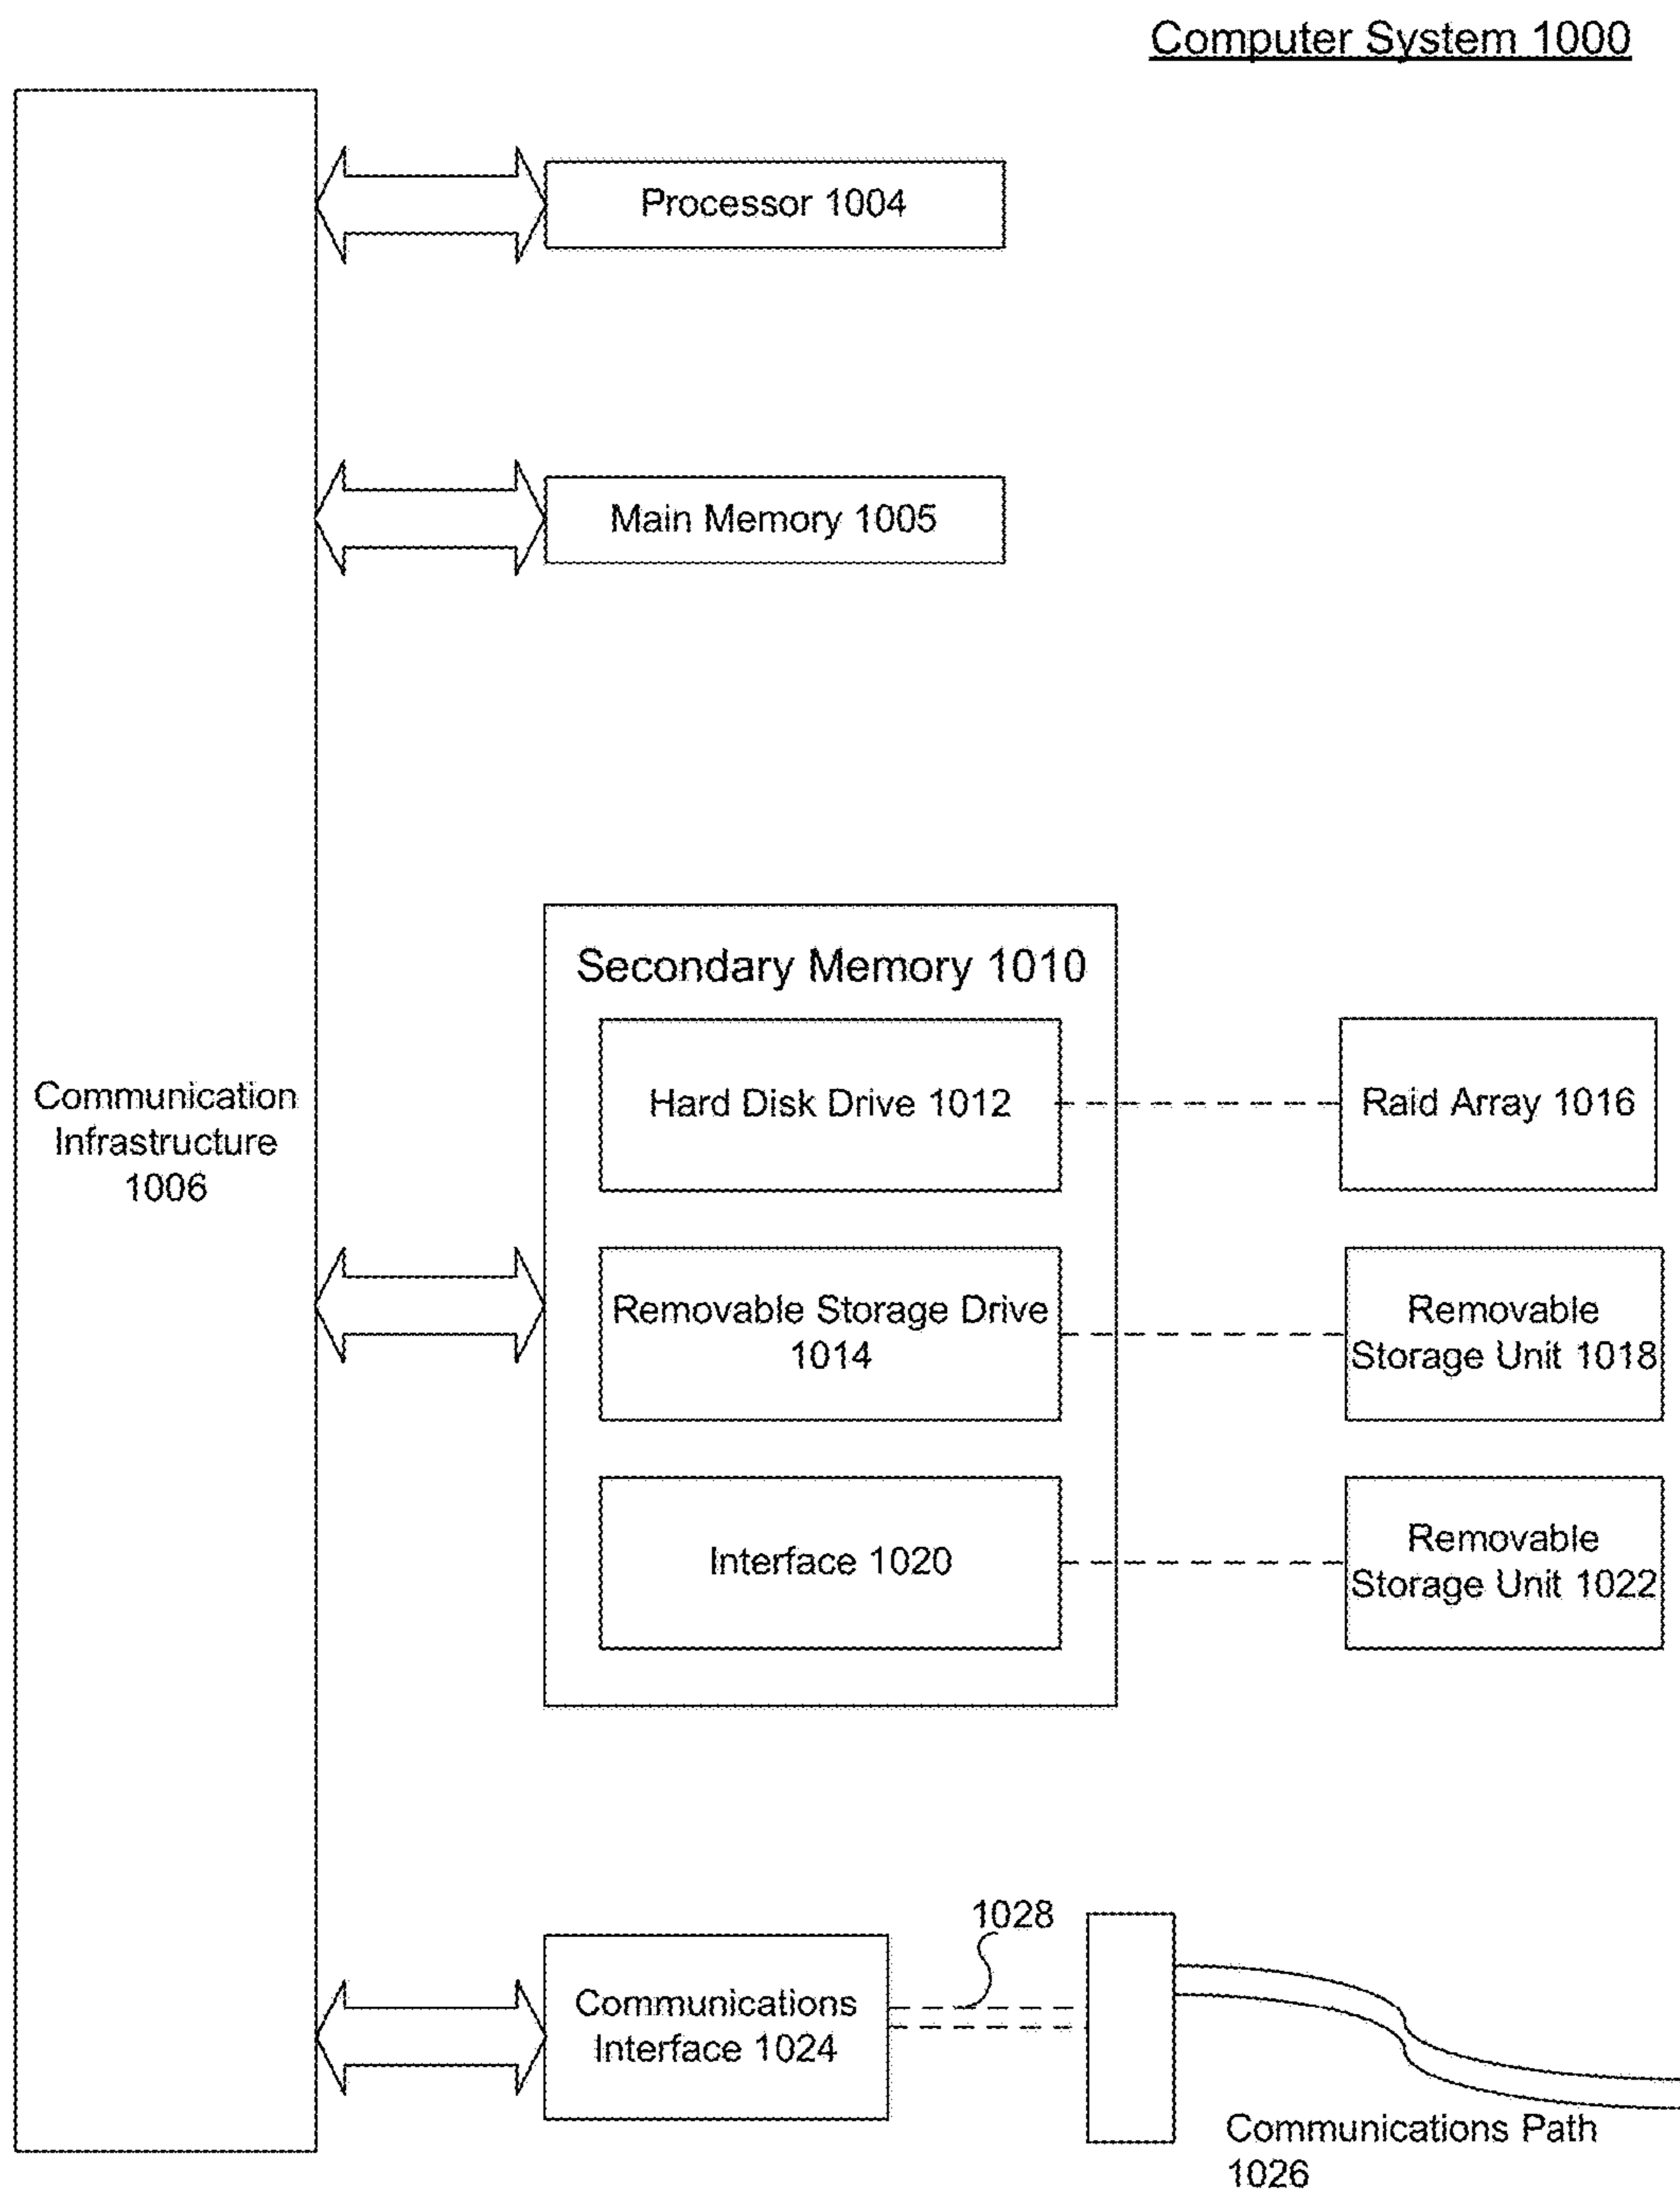 Computer System 1000
Processor 1004
Main Memory 1005
Secondary Memory 1010
Hard Disk Drive 1012
Raid Array 1016
Communication
Infrastructure
1006
Removable Storage Drive
1014
Removable
Storage Unit 1018
Interface 1020
Removable
Storage Unit 1022
1028
Communications
Interface 1024
Communications Path
1026